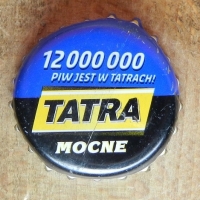 12 000 000
PIW JEST W TATRACH!
TATRA
MOCNE